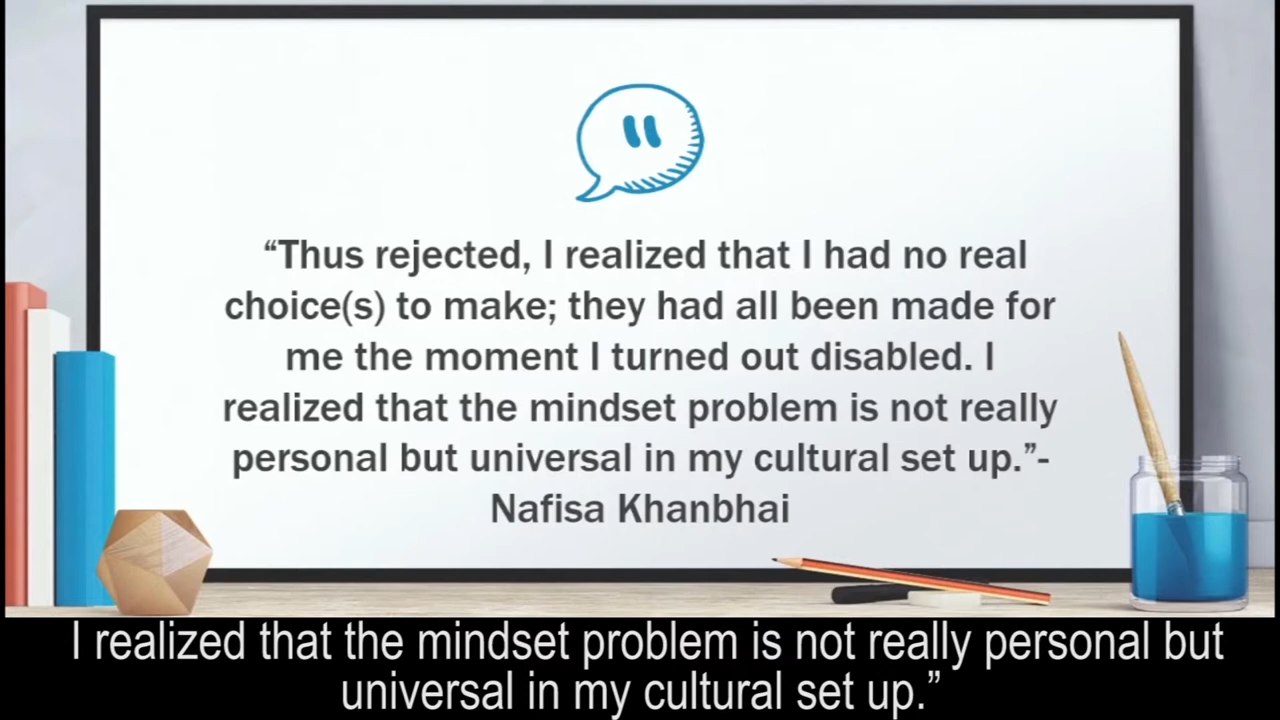 “Thus rejected, I realized that I had no real
choice(s) to make; they had all been made for
me the moment I turned out disabled. I
realized that the mindset problem is not really
personal but universal in my cultural set up.”-
Nafisa Khanbhai
I realized that the mindset problem is not really personal but
universal in my cultural set up.”